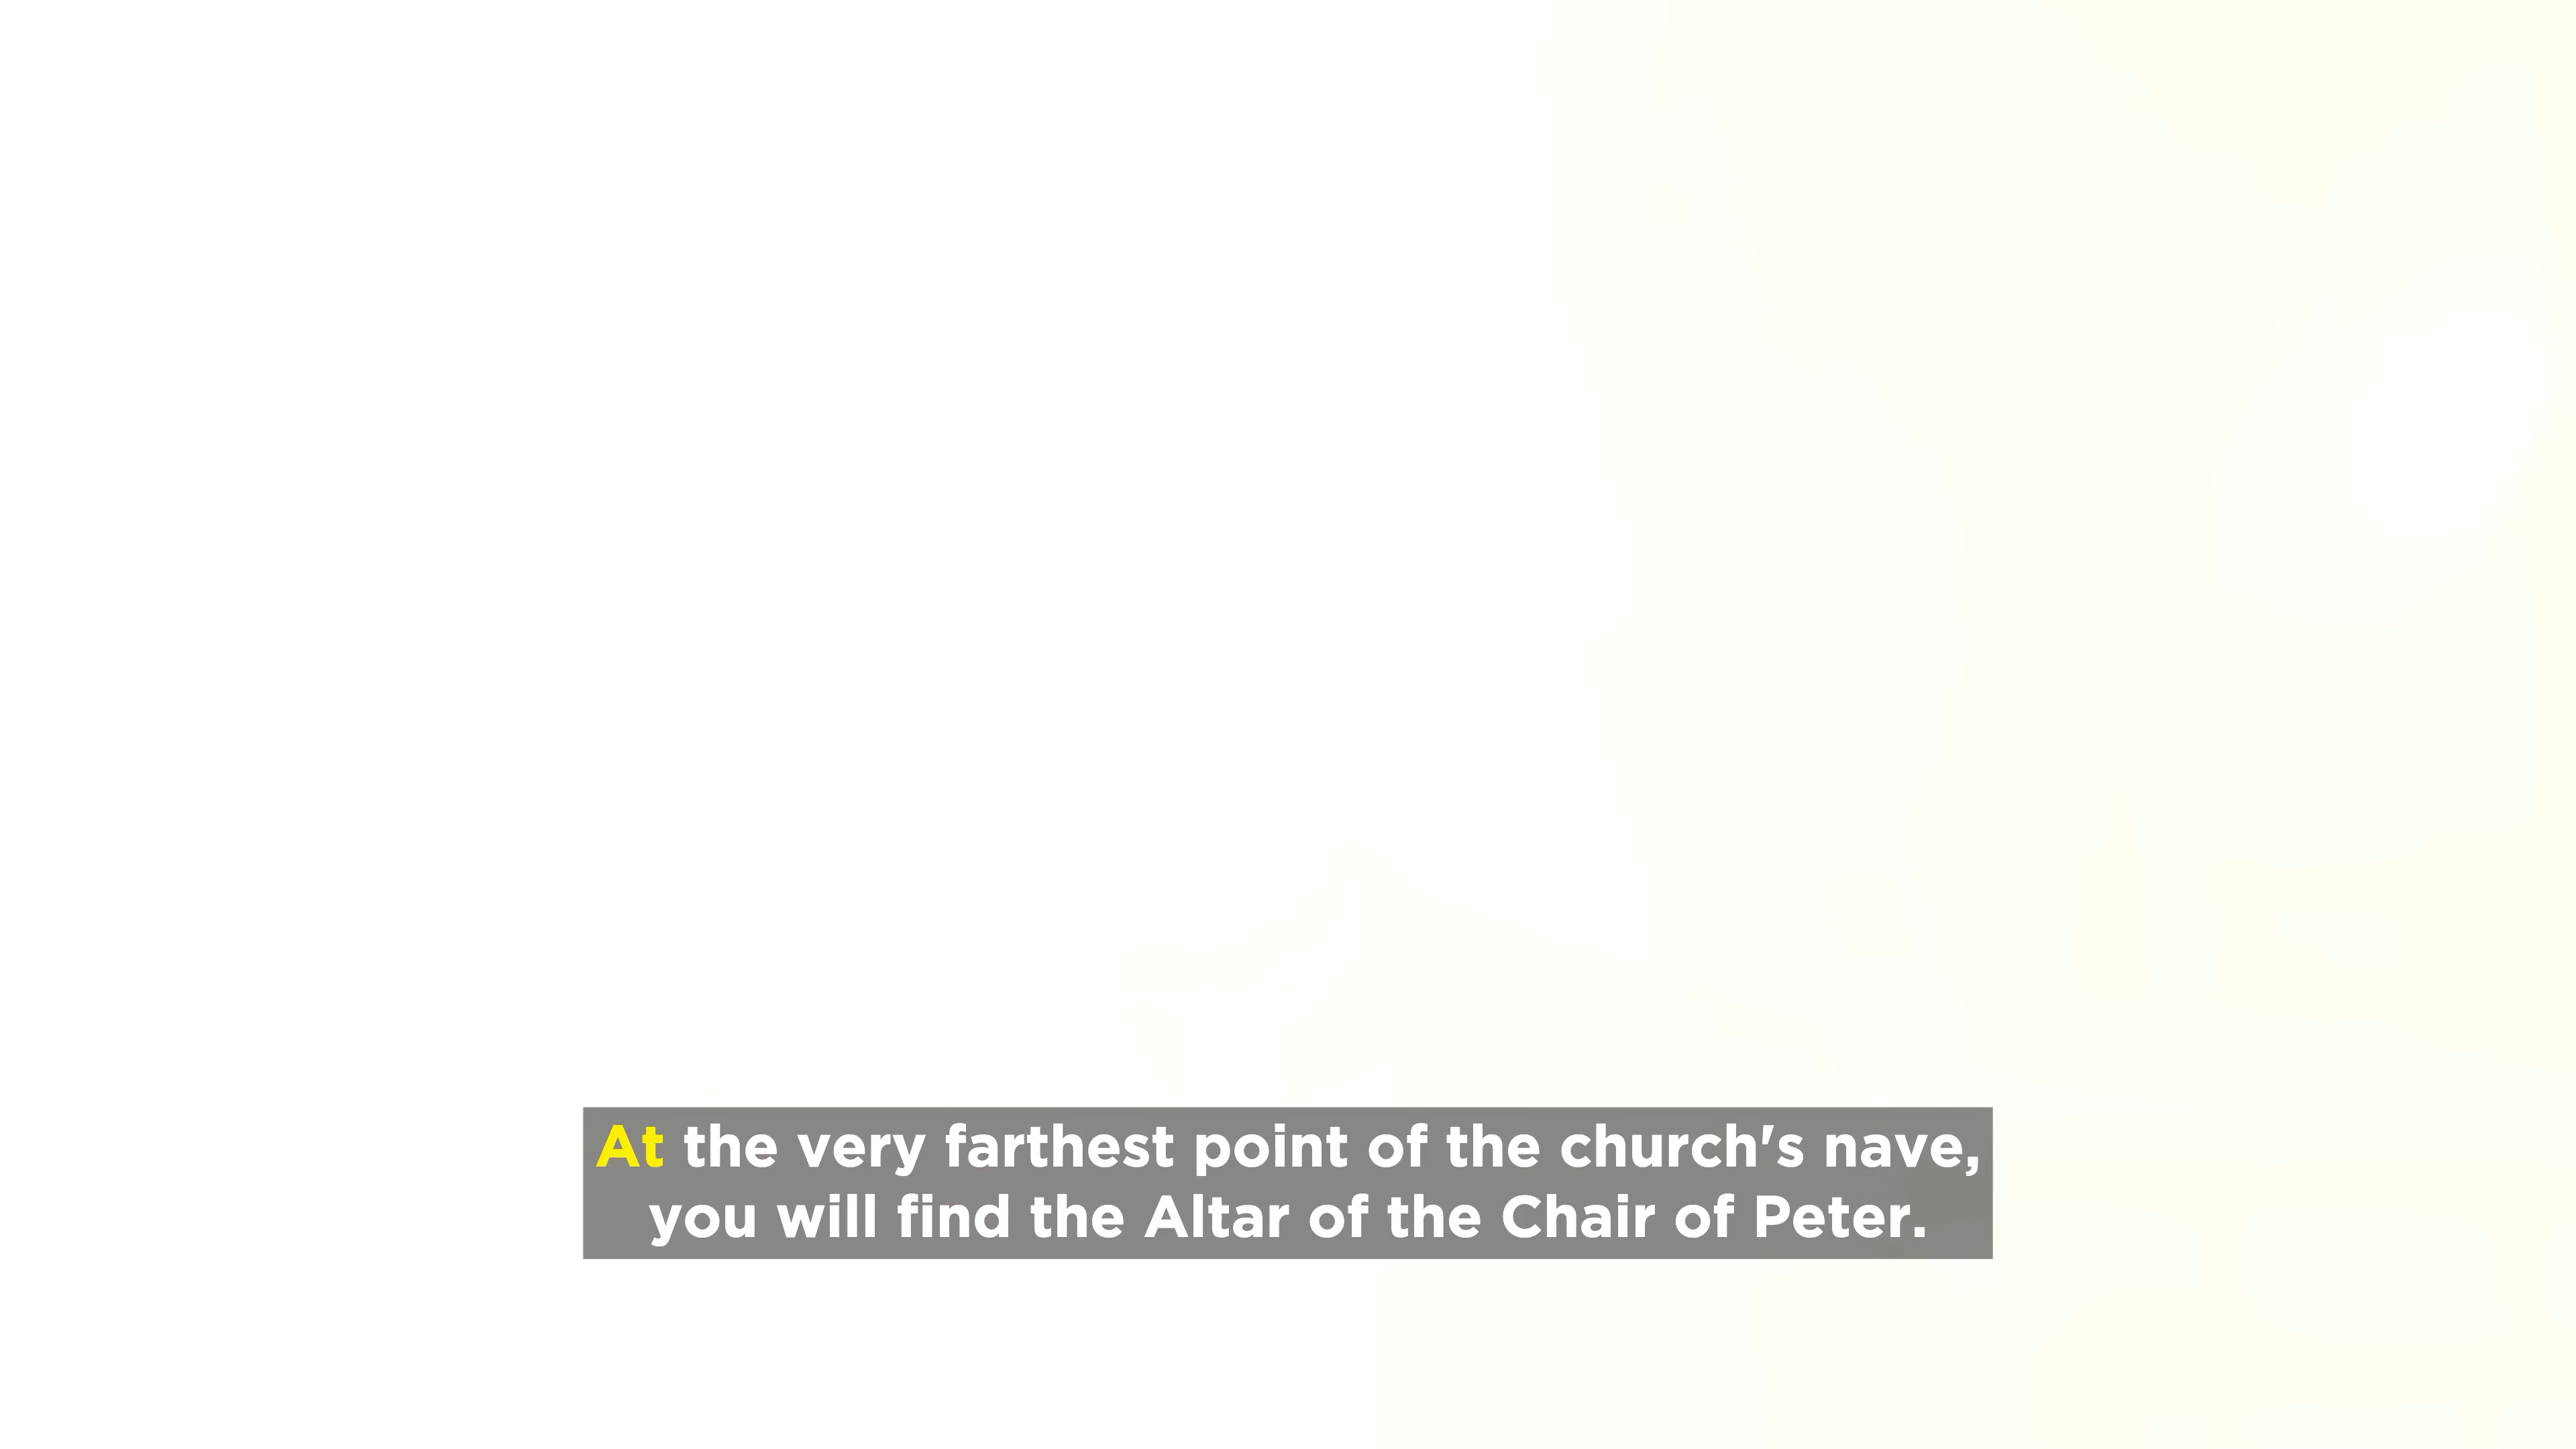 At the very farthest point of the church's nave,
you will find the Altar of the Chair of Peter.